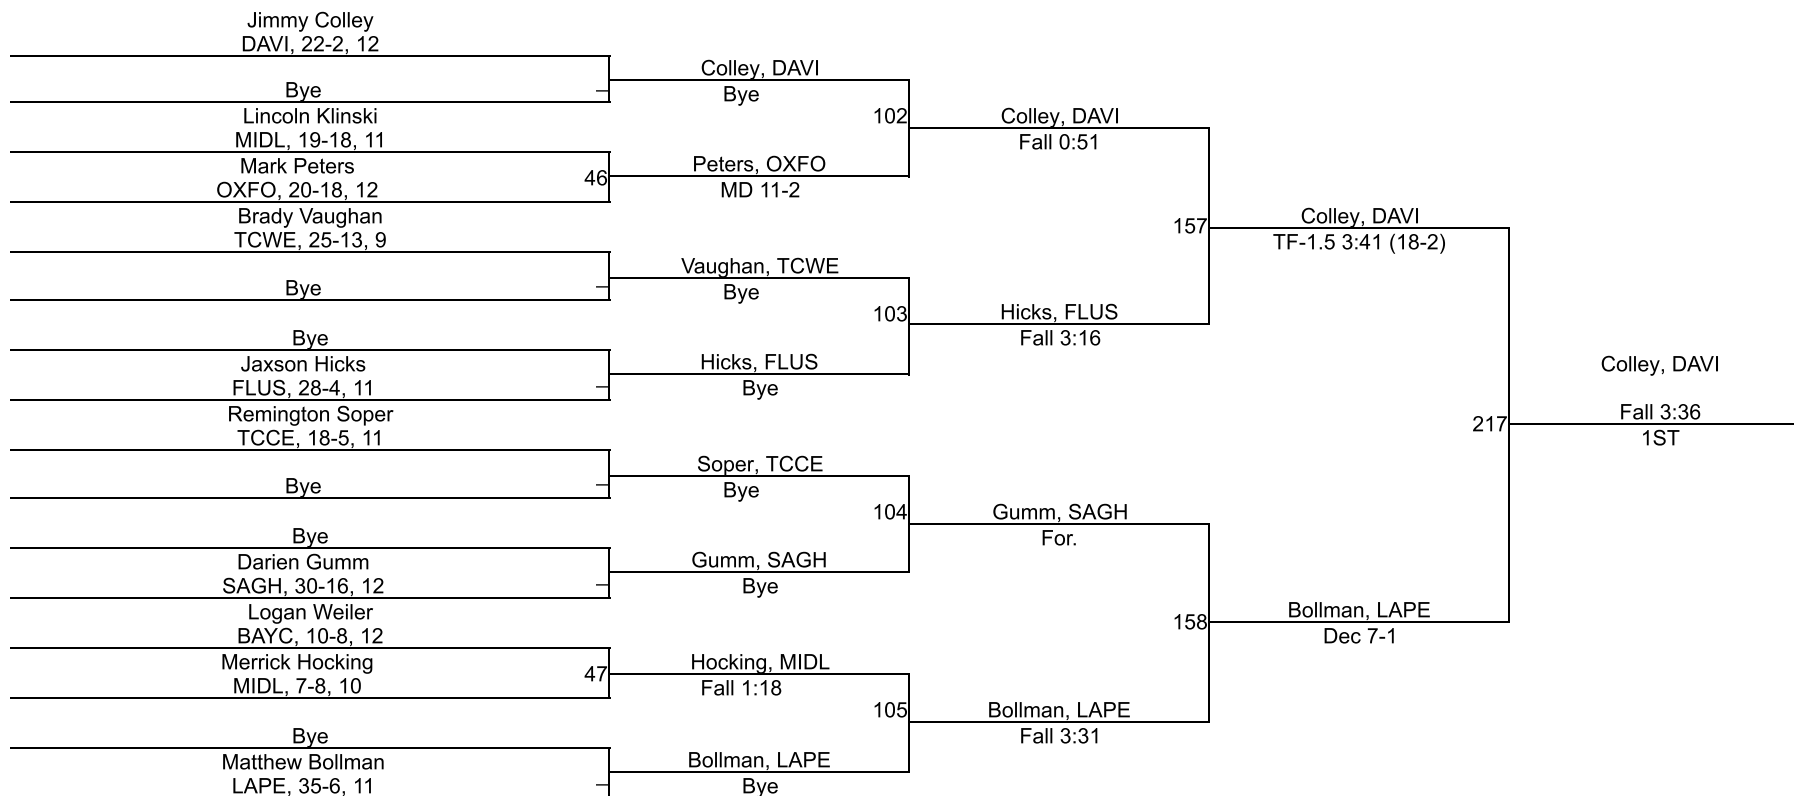 Jimmy Colley
DAVI, 22-2, 12
Bye
Lincoln Klinski
MIDL, 19-18, 11
Mark Peters
OXFO, 20-18, 12
46
Brady Vaughan
TCWE, 25-13, 9
Bye
Bye
Jaxson Hicks
FLUS, 28-4, 11
Remington Soper
TCCE, 18-5, 11
Bye
Bye
Darien Gumm
SAGH, 30-16, 12
Logan Weiler
BAYC, 10-8, 12
Merrick Hocking
MIDL, 7-8, 10
47
Bye
Matthew Bollman
LAPE, 35-6, 11
Colley, DAVI
Bye
102
Peters, OXFO
MD 11-2
Vaughan, TCWE
Bye
103
Hicks, FLUS
Bye
Soper, TCCE
Bye
104
Gumm, SAGH
Bye
Hocking, MIDL
Fall 1:18
105
Bollman, LAPE
Bye
Colley, DAVI
Fall 0:51
157
Hicks, FLUS
Fall 3:16
Gumm, SAGH
For.
158
Bollman, LAPE
Fall 3:31
Colley, DAVI
TF-1.5 3:41 (18-2)
217
Bollman, LAPE
Dec 7-1
Colley, DAVI
Fall 3:36
1ST